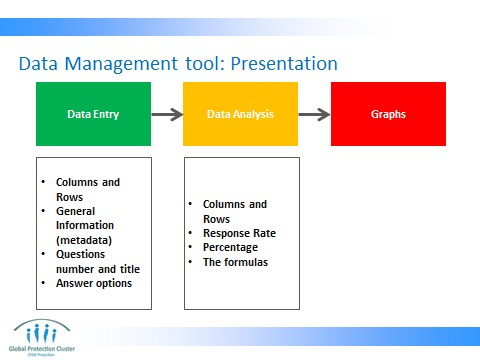 Data Management tool: Presentation
Data Entry
Data Analysis
Graphs
• Columns and
Rows
• General
Information
(metadata)
• Questions
number and title
• Answer options
• Columns and
Rows
• Response Rate
• Percentage
• The formulas
Global Protection Cluster
Child Protection